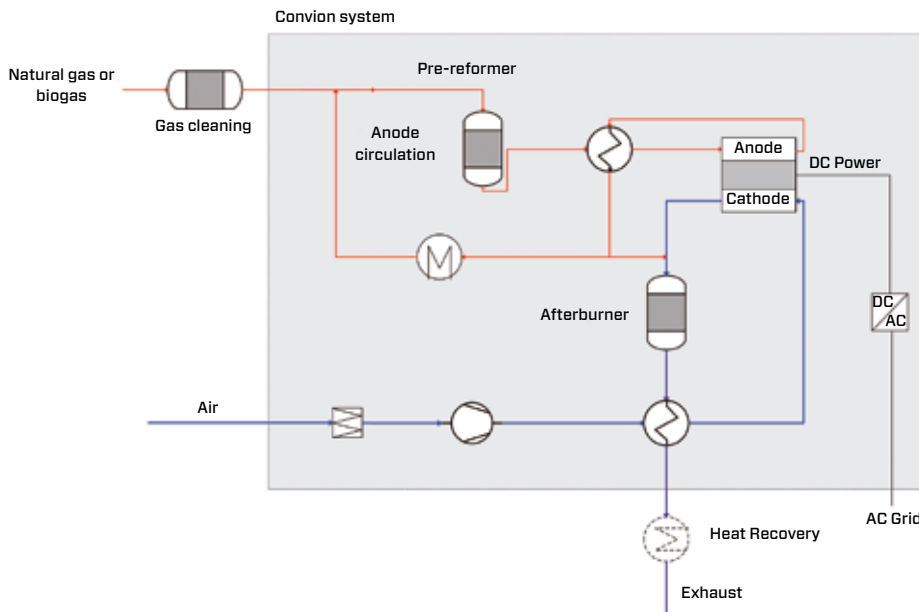 Convion system
Natural gas or
biogas
Gas cleaning
Pre-reformer
Anode
circulation
Anode
Cathode
DC Power
M
Afterburner
DC
AC
Air
AC Grid
Heat Recovery
Exhaust